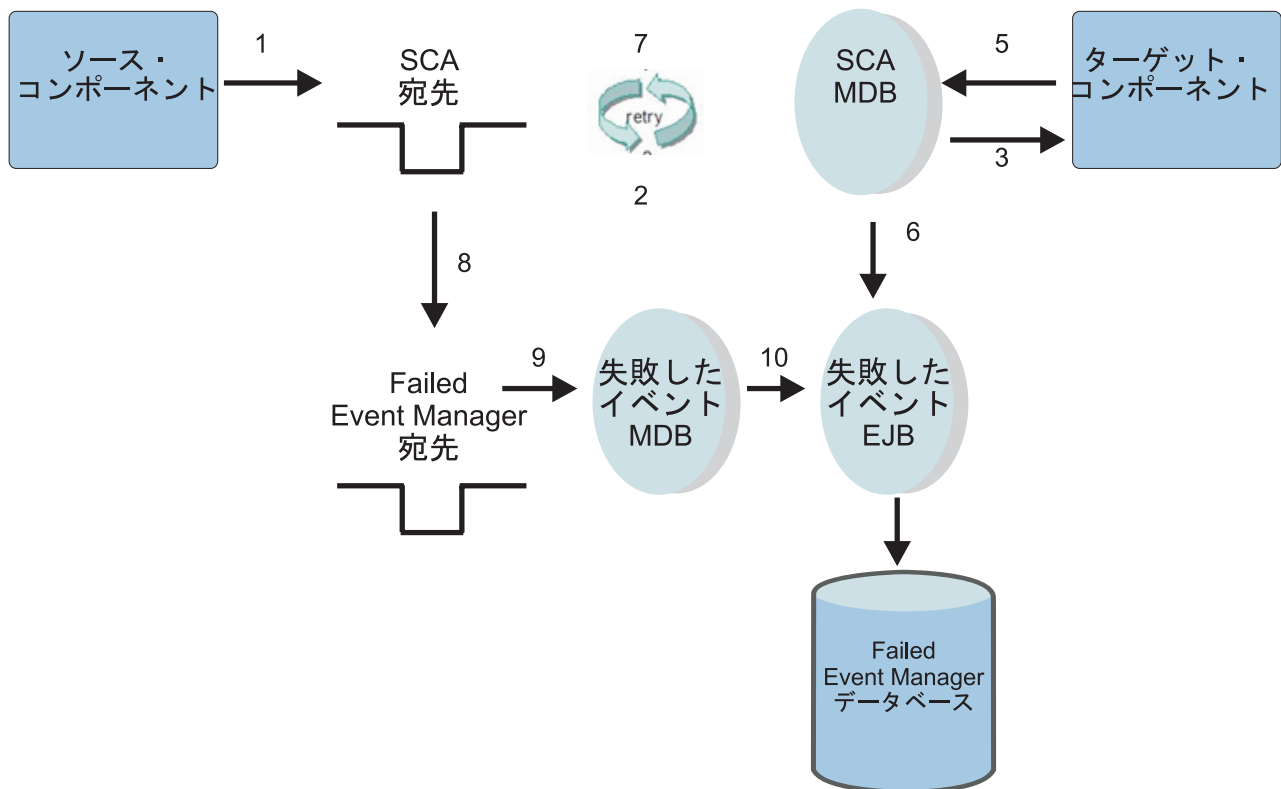 ソース・
コンポーネント
1
SCA
宛先
7
retry
2
SCA
MDB
5
3
ターゲット・
コンポーネント
8
6
Failed
Event Manager
宛先
9
失敗した
イベント
MDB
10
失敗した
イベント
EJB
Failed
Event Manager
データベース